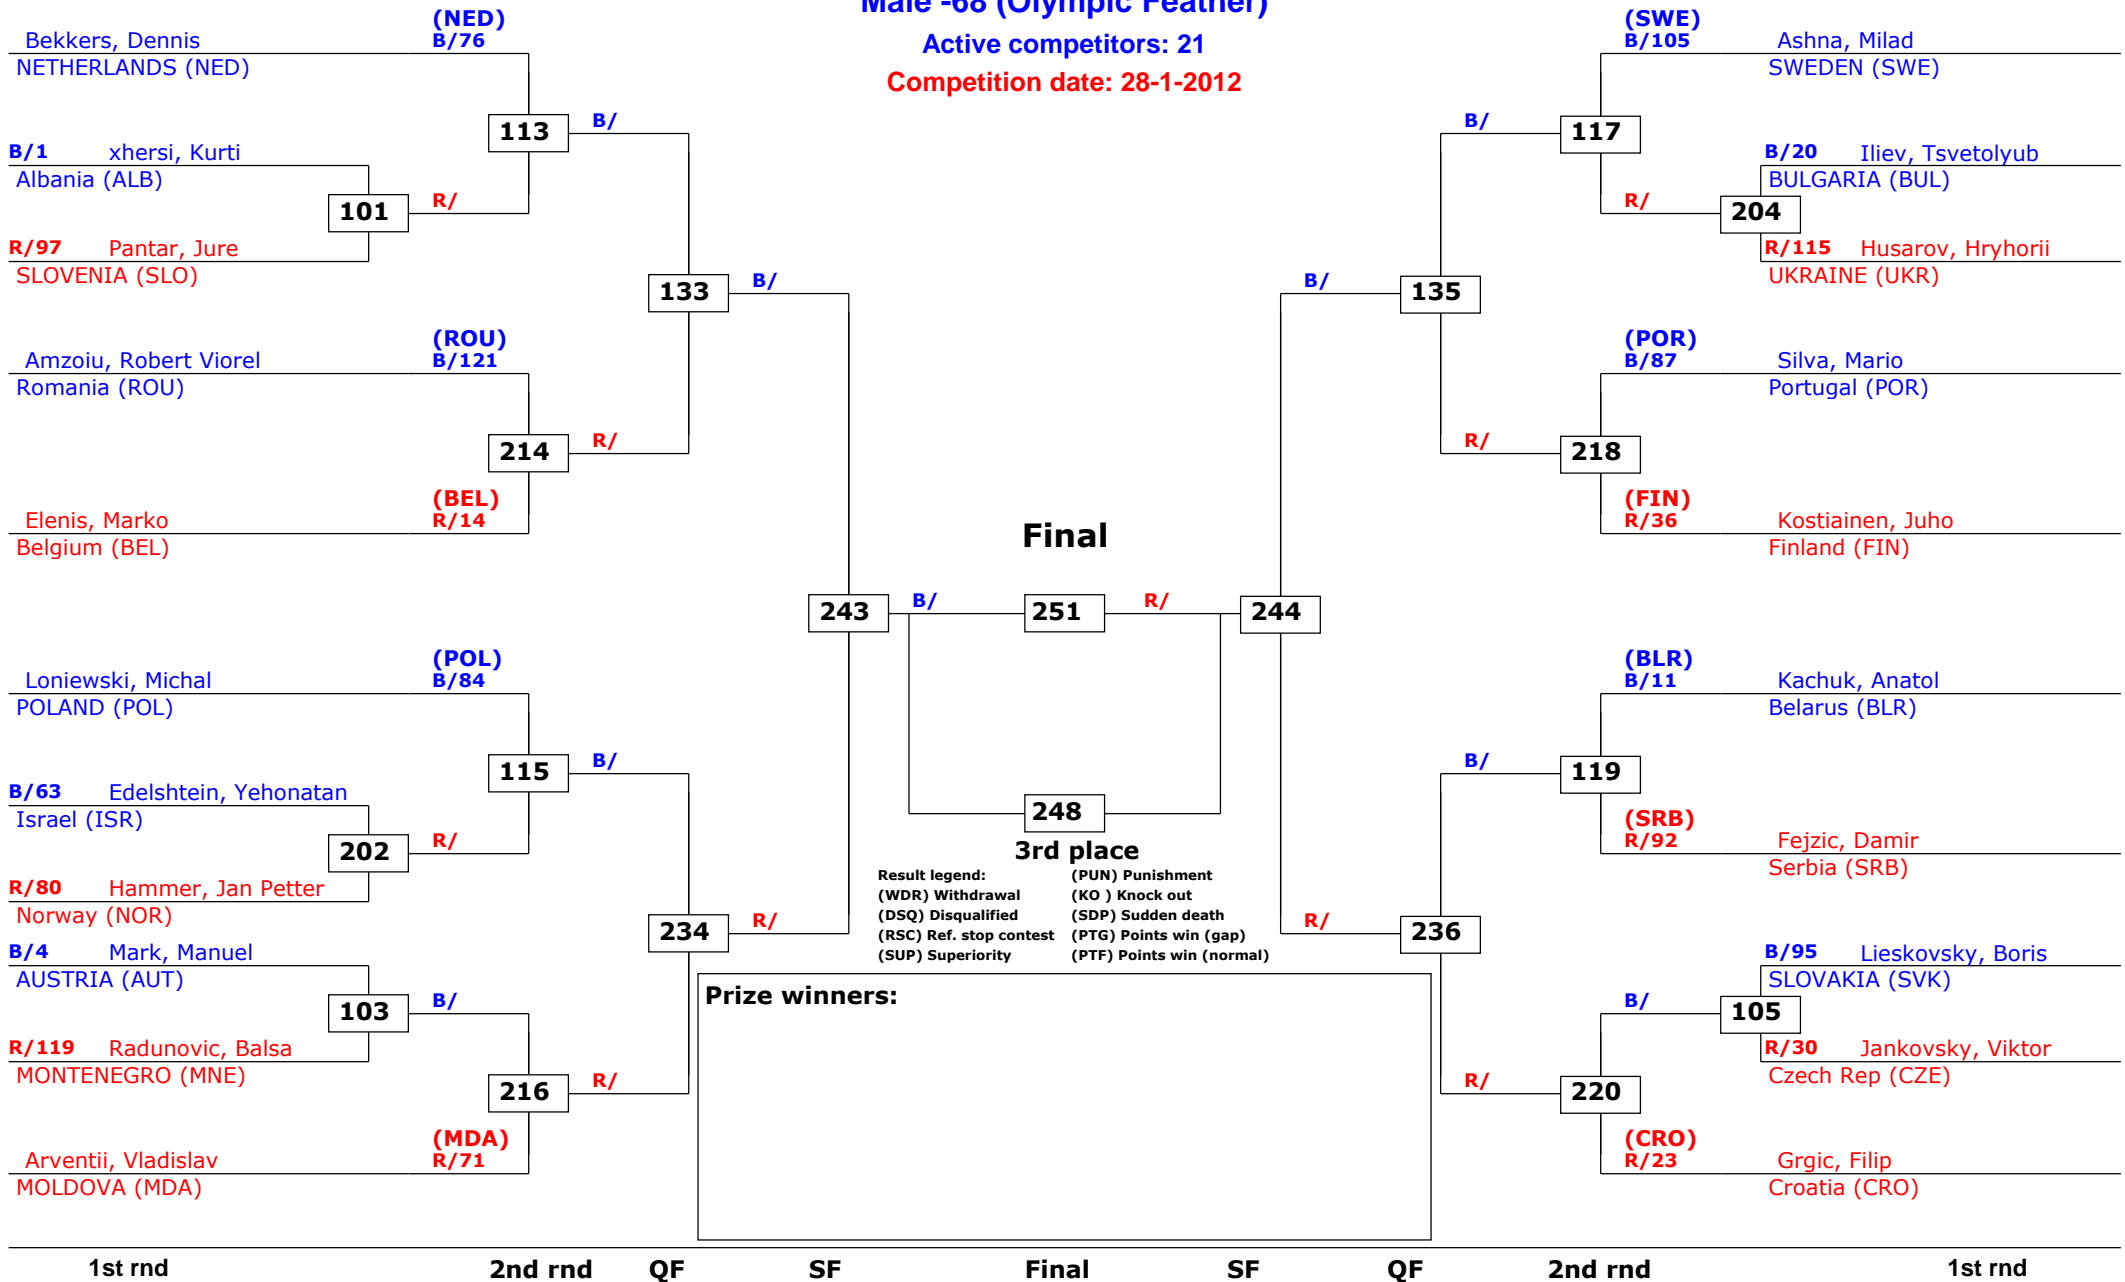 Male -68 (Olympic Feather)
Active competitors: 21
Competition date: 28-1-2012
(NED)
Bekkers, Dennis B/76
NETHERLANDS (NED)
113
B/
B/1 xhersi, Kurti
Albania (ALB)
101
R/
R/97 Pantar, Jure
SLOVENIA (SLO)
133
B/
(ROU)
Amzoiu, Robert Viorel B/121
Romania (ROU)
214
R/
(BEL)
Elenis, Marko R/14
Belgium (BEL)
243
B/
(POL)
Loniewski, Michal B/84
POLAND (POL)
115
B/
B/63 Edelshtein, Yehonatan
Israel (ISR)
202
R/
R/80 Hammer, Jan Petter
Norway (NOR)
234
R/
B/4 Mark, Manuel
AUSTRIA (AUT)
103
B/
R/119 Radunovic, Balsa
MONTENEGRO (MNE)
216
R/
(MDA)
Arventii, Vladislav R/71
MOLDOVA (MDA)
Final
251
R/
248
3rd place
Result legend: (PUN) Punishment
(WDR) Withdrawal (KO ) Knock out
(DSQ) Disqualified (SDP) Sudden death
(RSC) Ref. stop contest (PTG) Points win (gap)
(SUP) Superiority (PTF) Points win (normal)
Prize winners:
(SWE)
B/105 Ashna, Milad
SWEDEN (SWE)
B/
117
B/20 Iliev, Tsvetolyub
BULGARIA (BUL)
R/
204
R/115 Husarov, Hryhorii
UKRAINE (UKR)
B/
135
(POR)
B/87 Silva, Mario
Portugal (POR)
R/
218
(FIN)
R/36 Kostiainen, Juho
Finland (FIN)
244
(BLR)
B/11 Kachuk, Anatol
Belarus (BLR)
B/
119
(SRB)
R/92 Fejzic, Damir
Serbia (SRB)
R/
236
B/95 Lieskovsky, Boris
SLOVAKIA (SVK)
B/
105
R/30 Jankovsky, Viktor
Czech Rep (CZE)
R/
220
(CRO)
R/23 Grgic, Filip
Croatia (CRO)
1st rnd 2nd rnd QF SF Final SF QF 2nd rnd 1st rnd